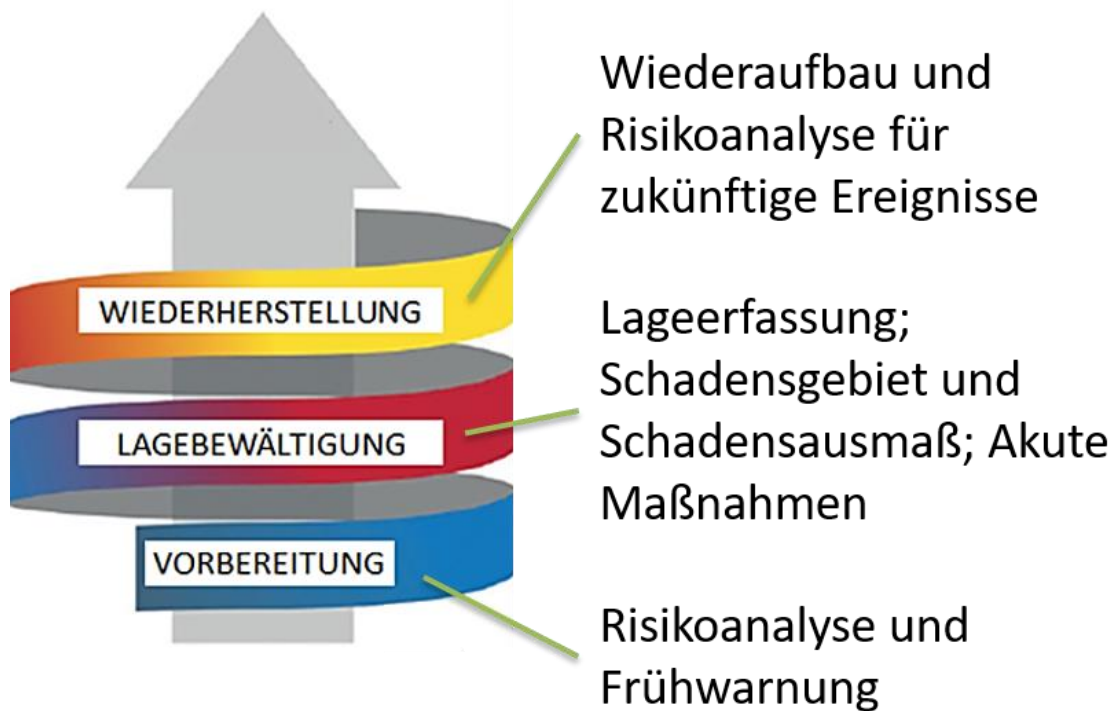 Wiederaufbau und
Risikoanalyse für
zukünftige Ereignisse
WIEDERHERSTELLUNG
Lageerfassung;
Schadensgebiet und
Schadensausmaß; Akute
Maßnahmen
LAGEBEWÄLTIGUNG
VORBEREITUNG
Risikoanalyse und
Frühwarnung